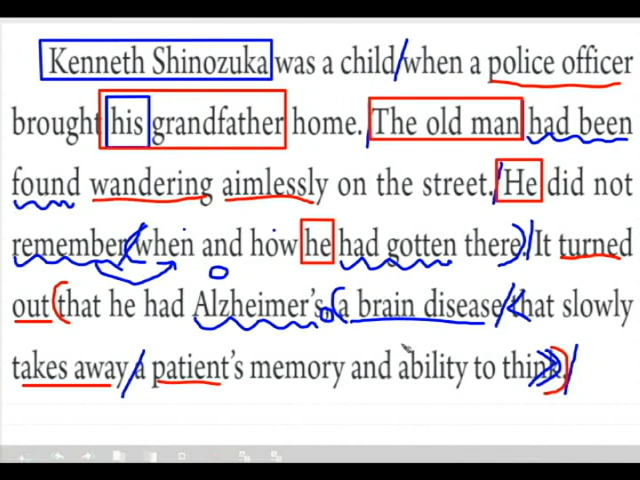 Kenneth Shinozuka was a child when a police officer
brought his grandfather home. The old man had been
found wandering aimlessly on the street. He did not
remember when and how he had gotten there. It turned
out that he had Alzheimer's, a brain disease that slowly
takes away a patient's memory and ability to think.